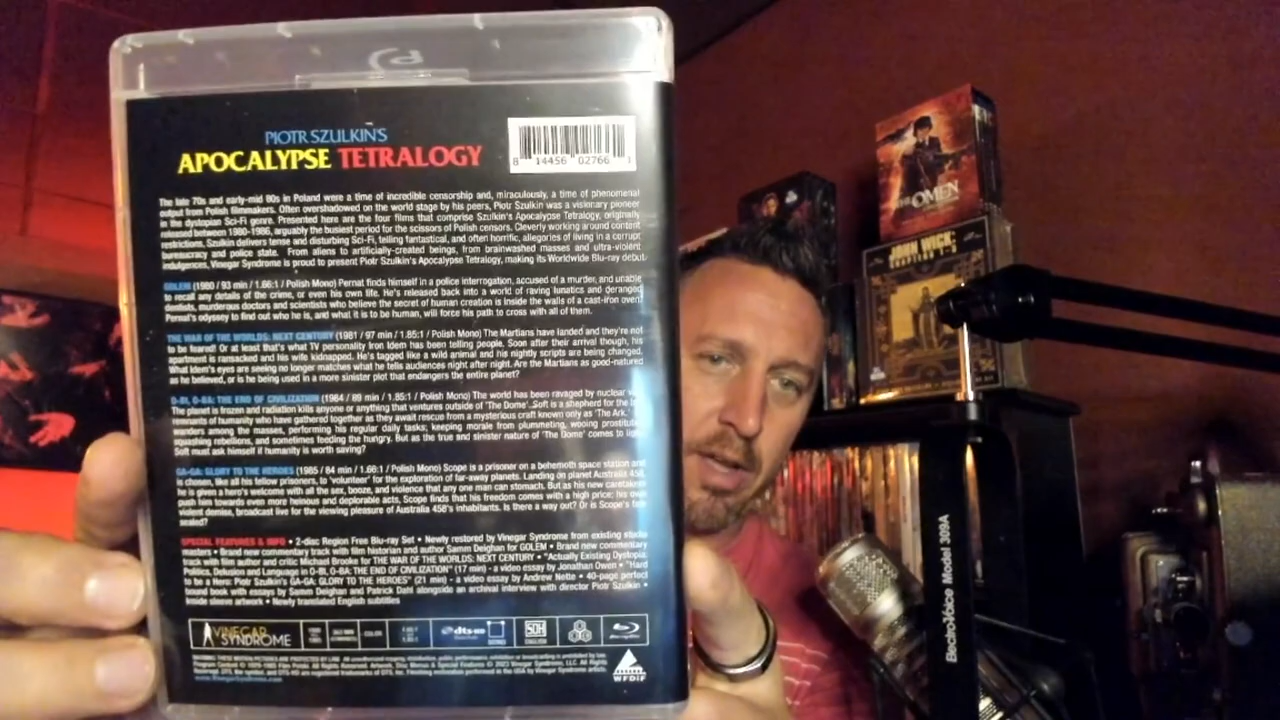 PIOTR SZULKIN'S
APOCALYPSE TETRALOGY
8 14456 02766 1
The late 70s and early-mid 80s in Poland were a time of incredible censorship and, miraculously, a time of phenomenal
output from Polish filmmakers. Often overshadowed on the world stage by his peers, Piotr Szulkin was a visionary pioneer
in the dystopian Sci-Fi genre. Presented here are the four films that comprise Szulkin's Apocalypse Tetralogy, originally
released between 1980-1986, arguably the busiest period for the scissors of Polish censors. Cleverly working around content
restrictions, Szulkin delivers tense and disturbing Sci-Fi, telling fantastical, and often horrific, allegories of living in a corrupt
bureaucracy and police state. From aliens to artificially-created beings, from brainwashed masses and ultra-violent
indulgences, Vinegar Syndrome is proud to present Piotr Szulkin's Apocalypse Tetralogy, making its Worldwide Blu-ray debut
GOLEM (1980 / 93 min / 1.66:1 / Polish Mono) Pernat finds himself in a police interrogation, accused of a murder, and unable
to recall any details of the crime, or even his own life. He's released back into a world of raving lunatics and deranged
dentists, murderous doctors and scientists who believe the secret of human creation is inside the walls of a cast-iron oven
Pernat's odyssey to find out who he is, and what it is to be human, will force his path to cross with all of them.
THE WAR OF THE WORLDS: NEXT CENTURY (1981 / 97 min / 1.85:1 / Polish Mono) The Martians have landed and they're not
to be feared! Or at least that's what TV personality Iron Idem has been telling people. Soon after their arrival though, his
apartment is ransacked and his wife kidnapped. He's tagged like a wild animal and his nightly scripts are being changed.
What Idem's eyes are seeing no longer matches what he tells audiences night after night. Are the Martians as good-natured
as he believed, or is he being used in a more sinister plot that endangers the entire planet?
O-BI, O-BA: THE END OF CIVILIZATION (1984 / 89 min / 1.85:1 / Polish Mono) The world has been ravaged by nuclear
The planet is frozen and radiation kills anyone or anything that ventures outside of 'The Dome'. Soft is a shepherd for the
remnants of humanity who have gathered together as they await rescue from a mysterious craft known only as 'The Ark.'
wanders among the masses, performing his regular daily tasks; keeping morale from plummeting, wooing
squashing rebellions, and sometimes feeding the hungry. But as the true and sinister nature of 'The Dome' comes to
Soft must ask himself if humanity is worth saving?
GA-GA: GLORY TO THE HEROES (1985 / 84 min / 1.66:1 / Polish Mono) Scope is a prisoner on a behemoth space station and
is chosen, like all his fellow prisoners, to 'volunteer' for the exploration of far-away planets. Landing on planet Australia 458,
he is given a hero's welcome with all the sex, booze, and violence that any one man can stomach. But as his new caretaker
push him towards even more heinous and deplorable acts, Scope finds that his freedom comes with a high price; his own
violent demise, broadcast live for the viewing pleasure of Australia 458's inhabitants. Is there a way out? Or is Scope's
sealed?
SPECIAL FEATURES & INFO • 2-disc Region Free Blu-ray Set • Newly restored by Vinegar Syndrome from existing studio
masters • Brand new commentary track with film historian and author Samm Deighan for GOLEM • Brand new commentary
track with film author and critic Michael Brooke for THE WAR OF THE WORLDS: NEXT CENTURY • "Actually Existing Dystopia:
Politics, Delusion and Language in O-BI, O-BA: THE END OF CIVILIZATION" (17 min) - a video essay by Jonathan Owen • "Hard
to be a Hero: Piotr Szulkin's GA-GA: GLORY TO THE HEROES" (21 min) - a video essay by Andrew Nette • 40-page perfect
bound book with essays by Samm Deighan and Patrick Dahl alongside an archival interview with director Piotr Szulkin •
Inside sleeve artwork • Newly translated English subtitles
VINEGAR
SYNDROME
COLOR
dts-HD
SDH
ENGLISH
Blu-ray
www.VinegarSyndrome.com
WFDiF
THE OMEN
JOHN WICK:
CHAPTERS 1-
Electro-Voice Model 309A